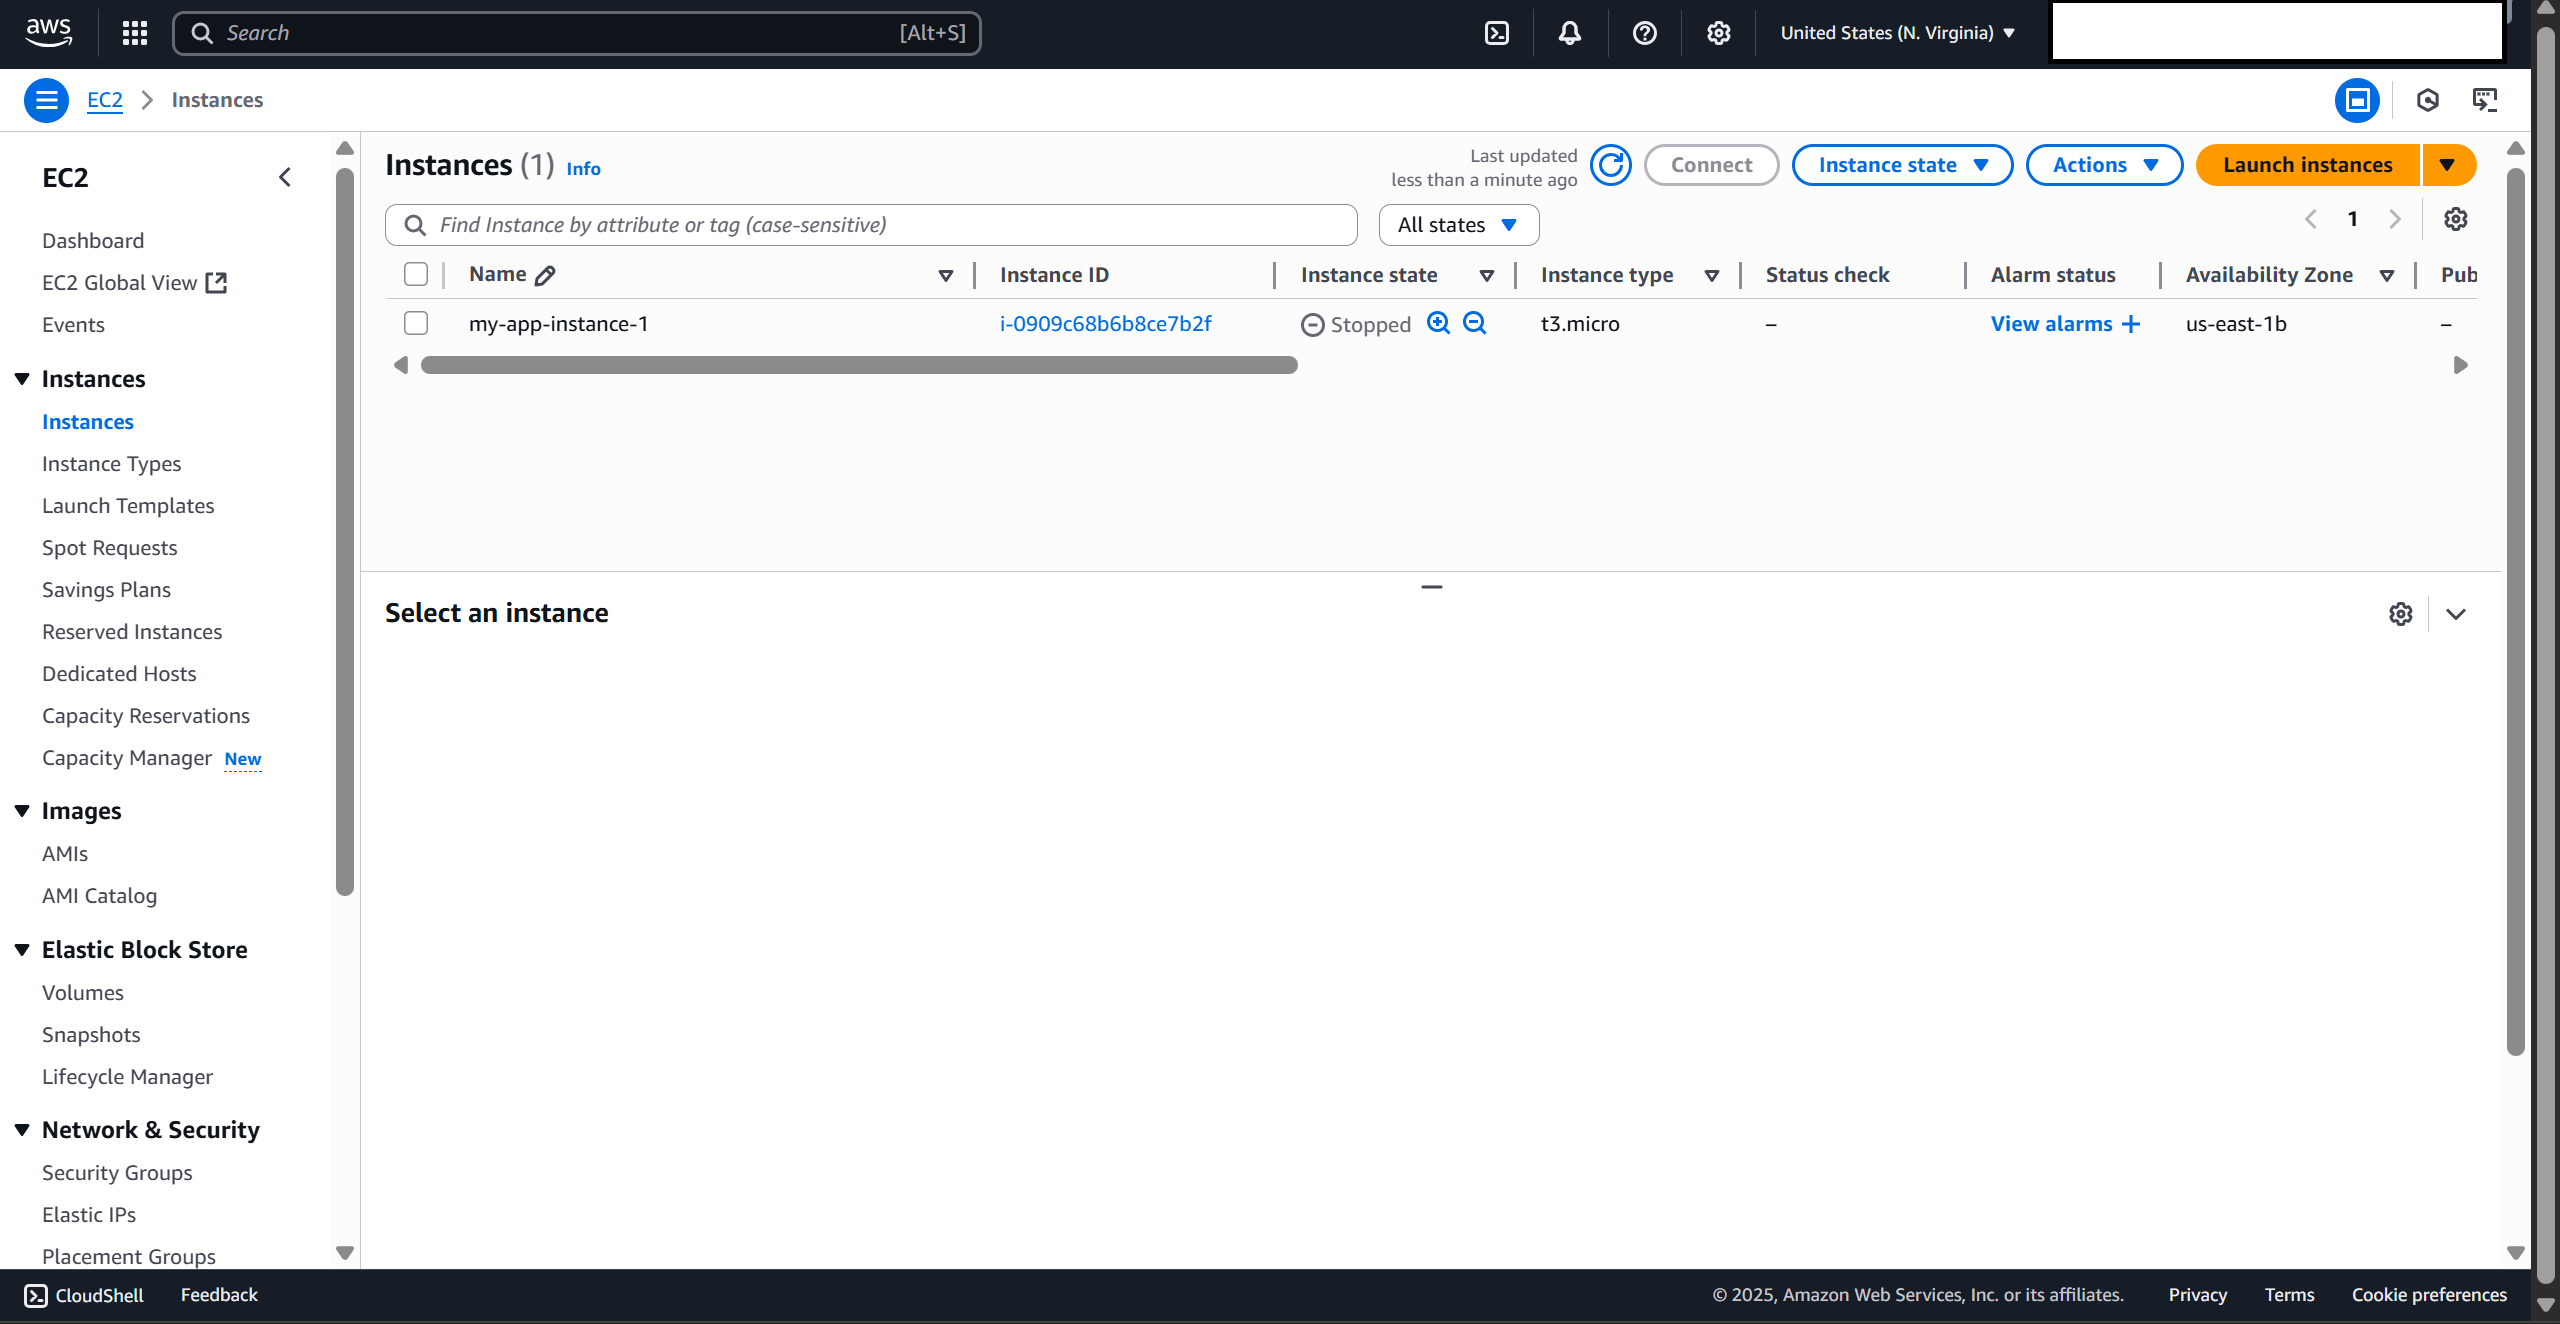 aws
Search [Alt+S]
United States (N. Virginia)
EC2 Instances
EC2
Dashboard
EC2 Global View
Events
Instances
Instances
Instance Types
Launch Templates
Spot Requests
Savings Plans
Reserved Instances
Dedicated Hosts
Capacity Reservations
Capacity Manager New
Images
AMIs
AMI Catalog
Elastic Block Store
Volumes
Snapshots
Lifecycle Manager
Network & Security
Security Groups
Elastic IPs
Placement Groups
Instances (1) Info
Last updated
less than a minute ago
Connect
Instance state
Actions
Launch instances
Find Instance by attribute or tag (case-sensitive)
All states
1
Name Instance ID Instance state Instance type Status check Alarm status Availability Zone Pub
my-app-instance-1 i-0909c68b6b8ce7b2f Stopped t3.micro – View alarms + us-east-1b –
Select an instance
CloudShell Feedback © 2025, Amazon Web Services, Inc. or its affiliates. Privacy Terms Cookie preferences